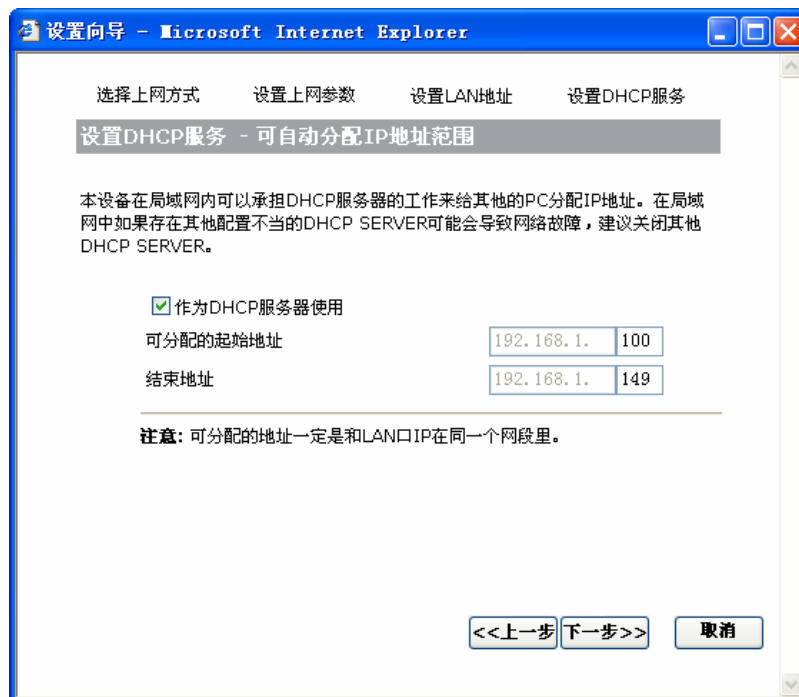 设置向导 - Microsoft Internet Explorer
选择上网方式 设置上网参数 设置LAN地址 设置DHCP服务
设置DHCP服务 - 可自动分配IP地址范围
本设备在局域网内可以承担DHCP服务器的工作来给其他的PC分配IP地址。在局域
网中如果存在其他配置不当的DHCP SERVER可能会导致网络故障，建议关闭其他
DHCP SERVER。
作为DHCP服务器使用
可分配的起始地址 192.168.1. 100
结束地址 192.168.1. 149
注意: 可分配的地址一定是和LAN口IP在同一个网段里。
<<上一步 下一步>> 取消